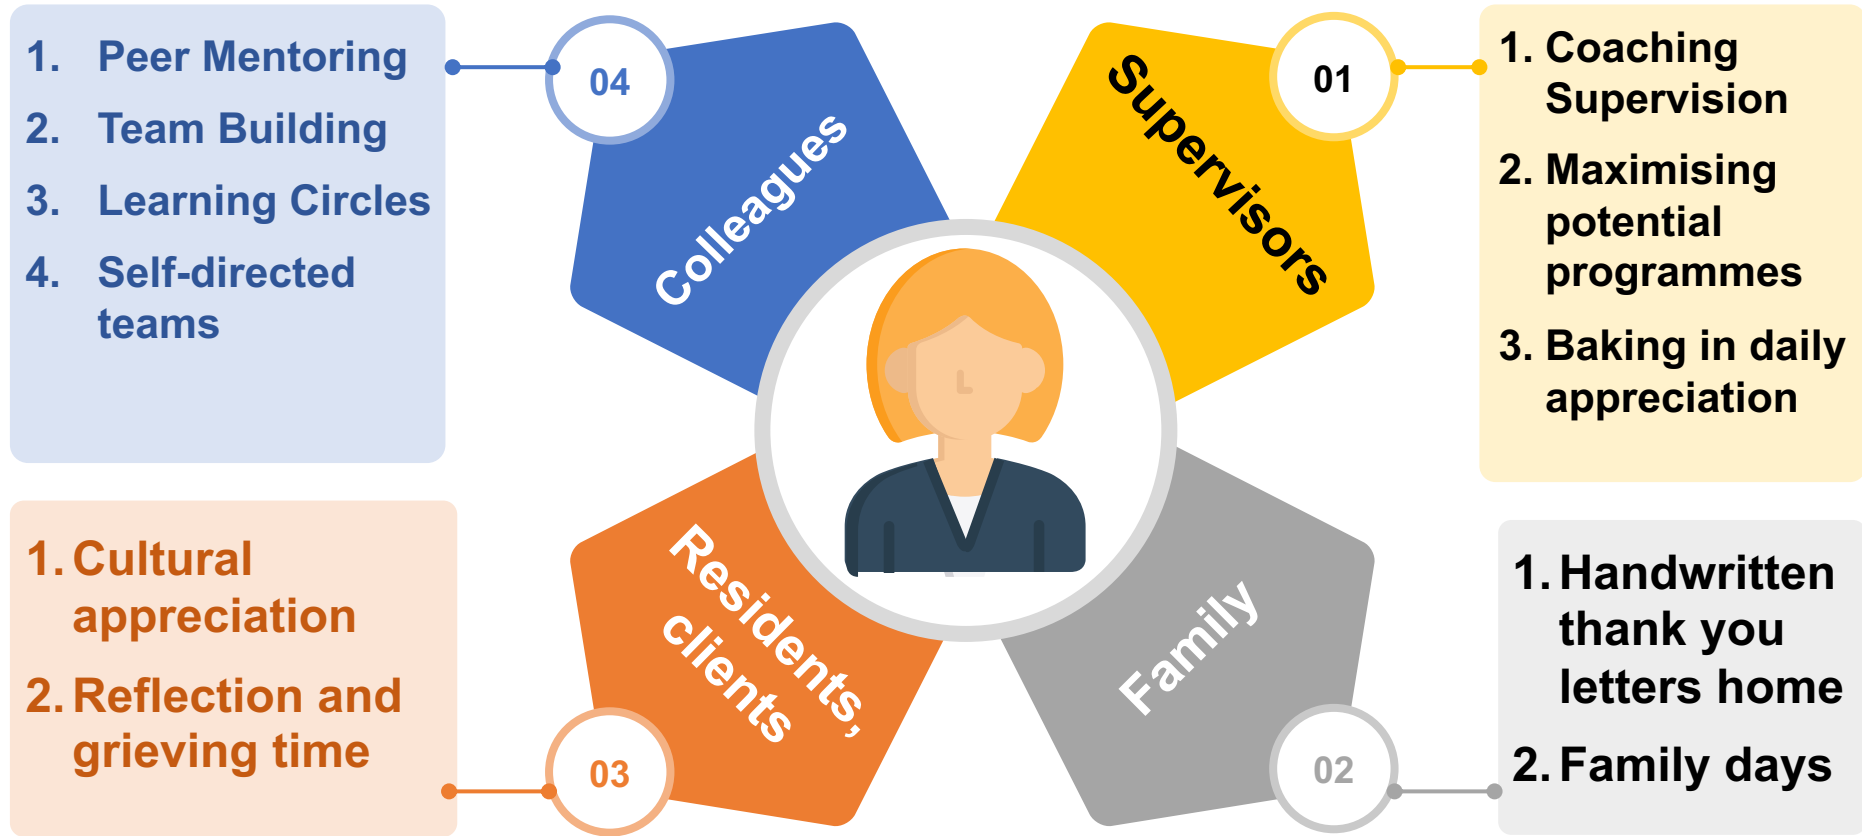 1. Peer Mentoring
2. Team Building
3. Learning Circles
4. Self-directed
teams
04
Colleagues
Supervisors
01
1. Coaching
Supervision
2. Maximising
potential
programmes
3. Baking in daily
appreciation
1. Cultural
appreciation
2. Reflection and
grieving time
03
Residents,
clients
Family
02
1. Handwritten
thank you
letters home
2. Family days